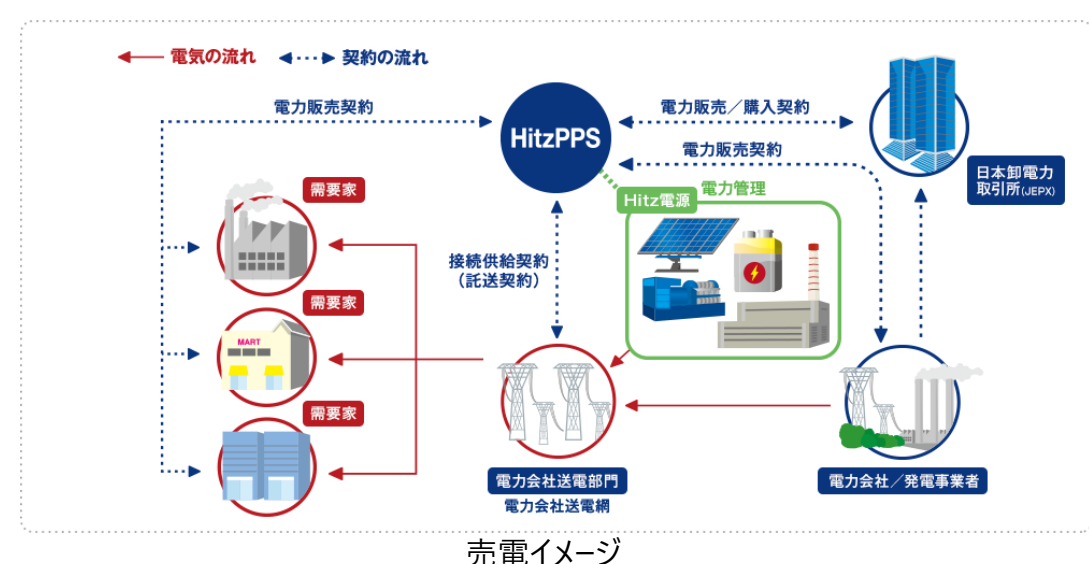 電気の流れ
契約の流れ
電力販売契約
HitzPPS
電力販売／購入契約
電力販売契約
日本卸電力
取引所(JEPX)
需要家
Hitz電源
電力管理
接続供給契約
（託送契約）
需要家
MART
需要家
電力会社送電部門
電力会社送電網
電力会社／発電事業者
売電イメージ